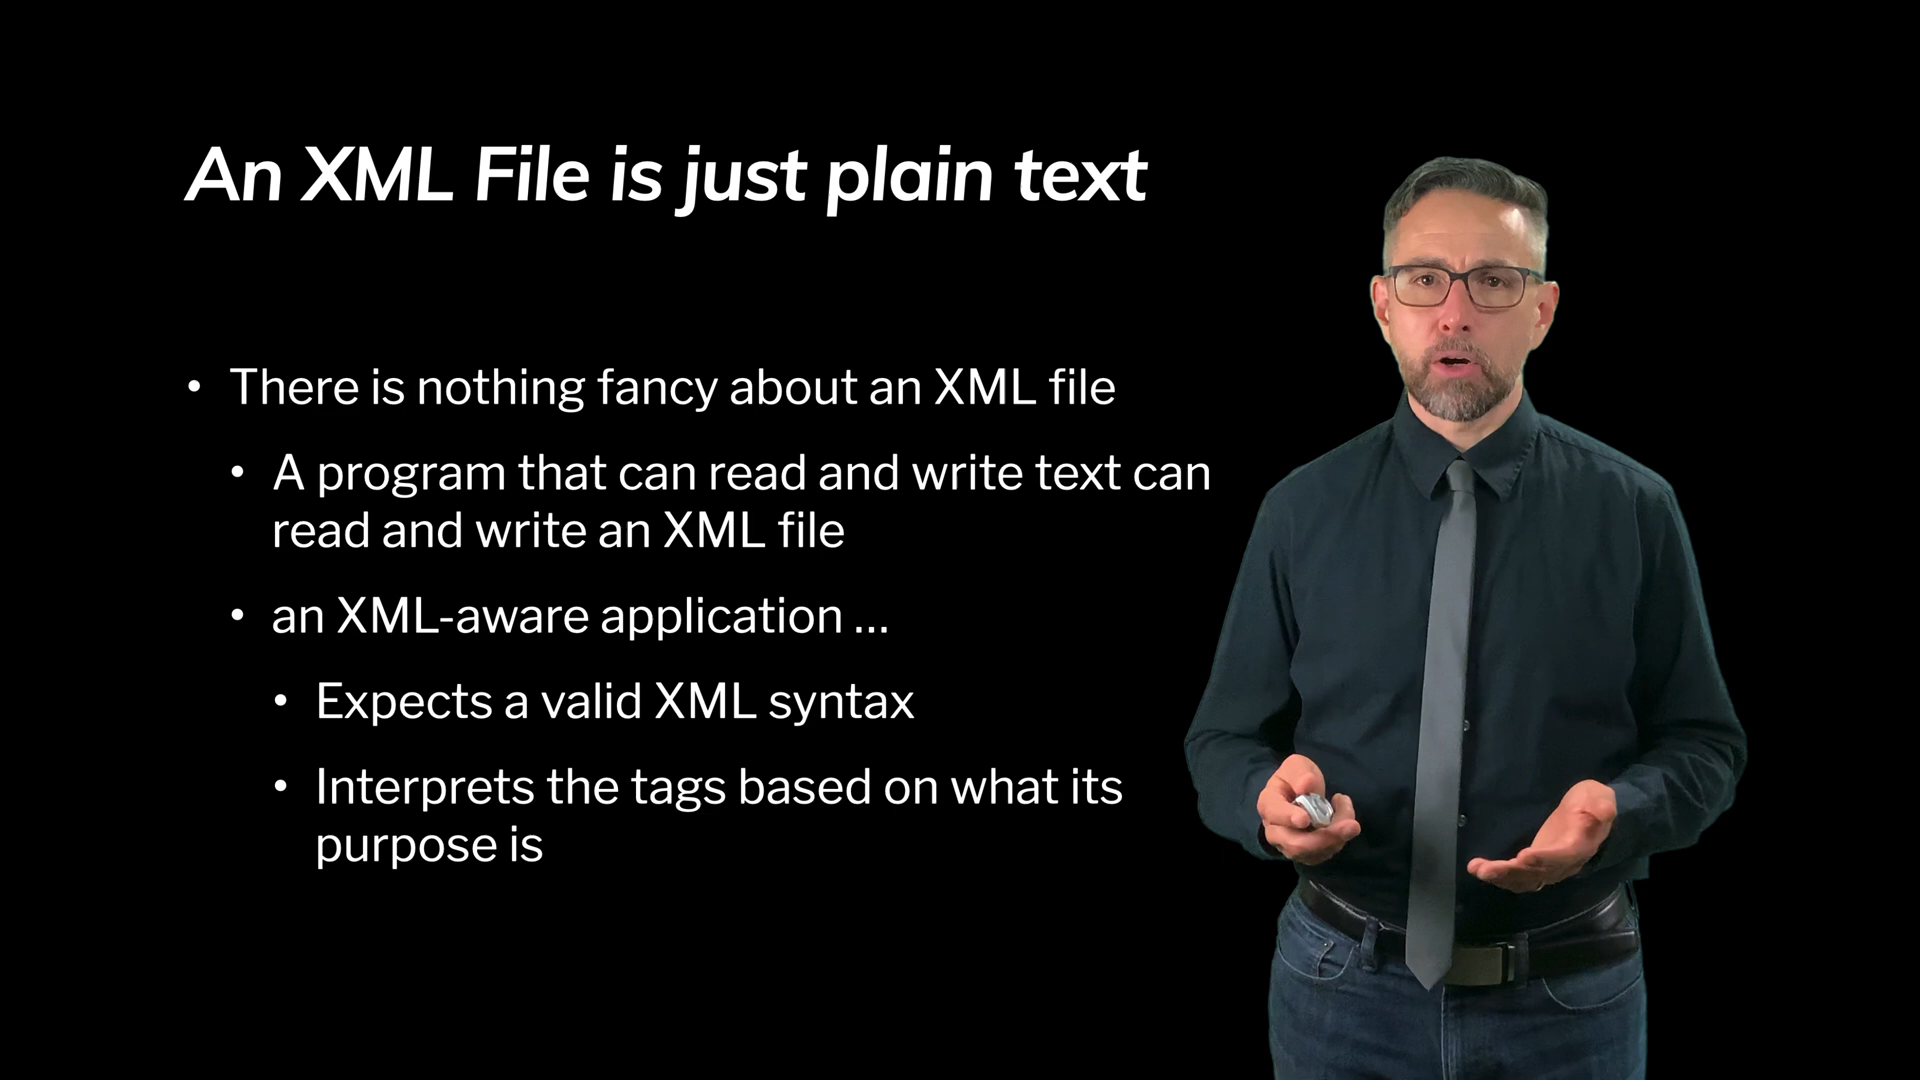 An XML File is just plain text
• There is nothing fancy about an XML file
• A program that can read and write text can
read and write an XML file
• an XML-aware application ...
• Expects a valid XML syntax
• Interprets the tags based on what its
purpose is